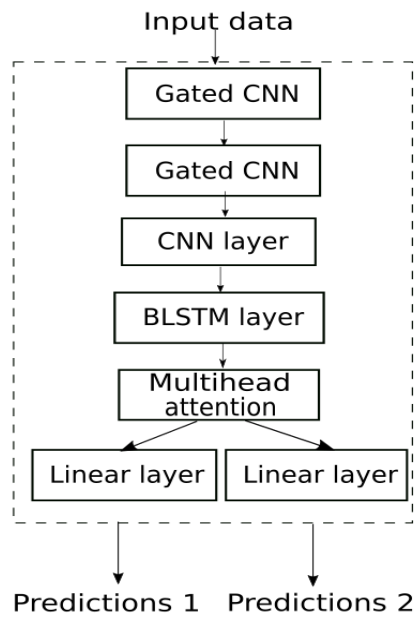 Input data
Gated CNN
Gated CNN
CNN layer
BLSTM layer
Multihead
attention
Linear layer
Linear layer
Predictions 1
Predictions 2